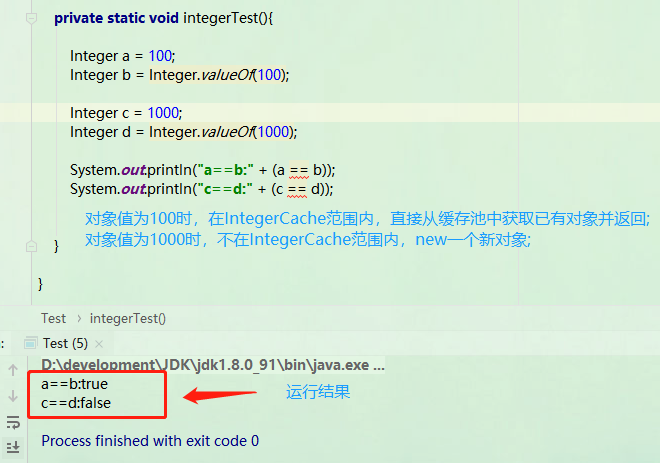 private static void integerTest(){
Integer a = 100;
Integer b = Integer.valueOf(100);
Integer c = 1000;
Integer d = Integer.valueOf(1000);
System.out.println("a==b:" + (a == b));
System.out.println("c==d:" + (c == d));
对象值为100时，在IntegerCache范围内，直接从缓存池中获取已有对象并返回;
对象值为1000时，不在IntegerCache范围内，new一个新对象;
}
}
Test › integerTest()
: Test (5) ×
D:\development\JDK\jdk1.8.0_91\bin\java.exe ...
a==b:true
c==d:false
运行结果
Process finished with exit code 0